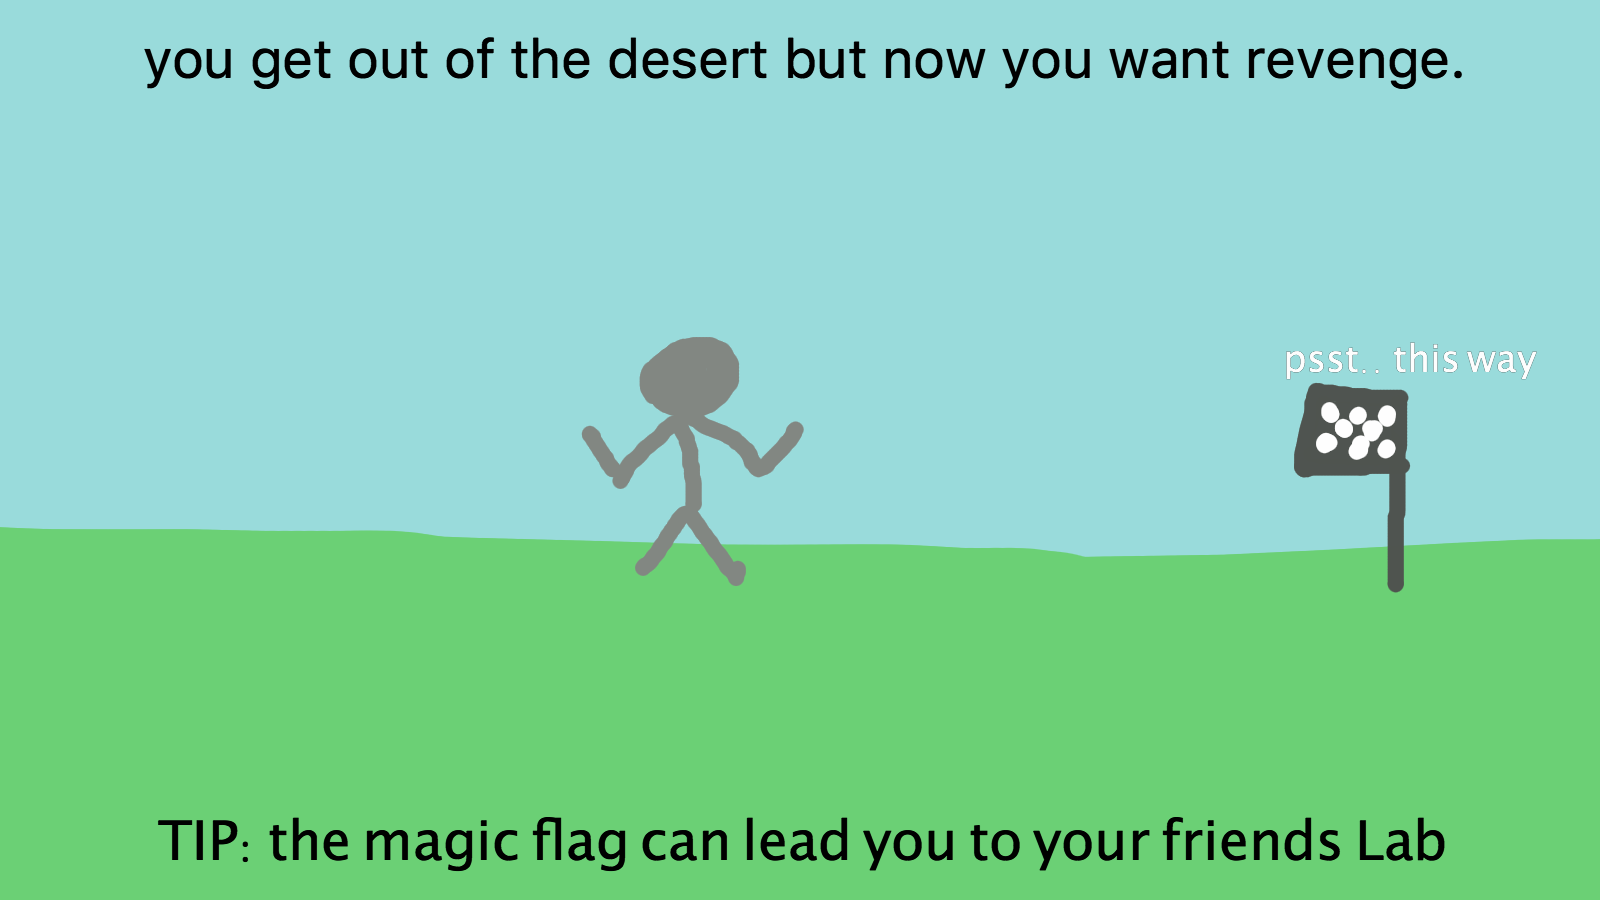 you get out of the desert but now you want revenge.
psst.. this way
TIP: the magic flag can lead you to your friends Lab